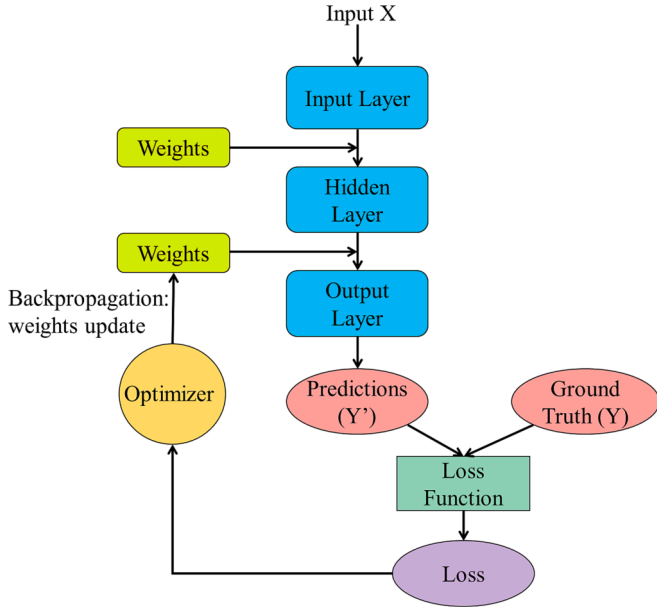 Input X
Input Layer
Weights
Hidden
Layer
Weights
Output
Layer
Backpropagation:
weights update
Optimizer
Predictions
(Y’)
Ground
Truth (Y)
Loss
Function
Loss